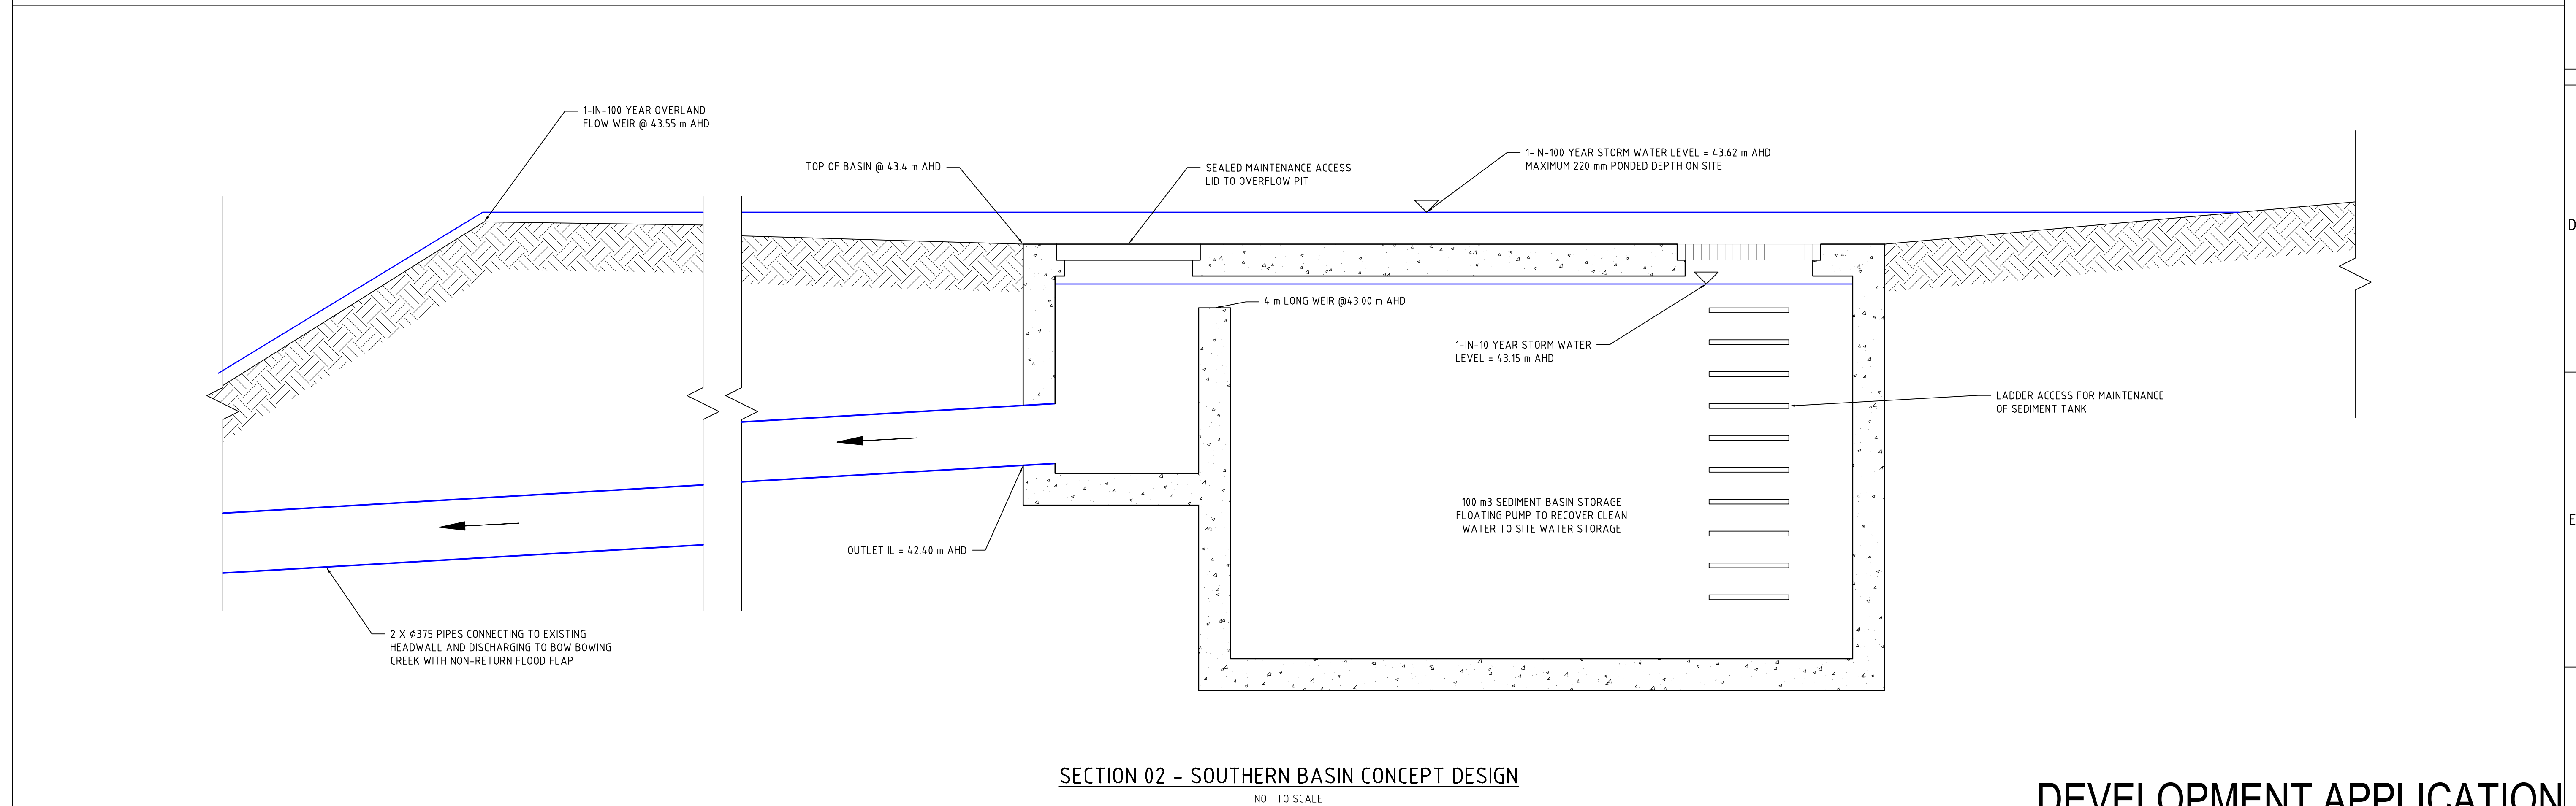 1-IN-100 YEAR OVERLAND
FLOW WEIR @ 43.55 m AHD
TOP OF BASIN @ 43.4 m AHD
SEALED MAINTENANCE ACCESS
LID TO OVERFLOW PIT
1-IN-100 YEAR STORM WATER LEVEL = 43.62 m AHD
MAXIMUM 220 mm PONDED DEPTH ON SITE
D
4 m LONG WEIR @43.00 m AHD
1-IN-10 YEAR STORM WATER
LEVEL = 43.15 m AHD
LADDER ACCESS FOR MAINTENANCE
OF SEDIMENT TANK
100 m3 SEDIMENT BASIN STORAGE
FLOATING PUMP TO RECOVER CLEAN
WATER TO SITE WATER STORAGE
E
OUTLET IL = 42.40 m AHD
2 X Ø375 PIPES CONNECTING TO EXISTING
HEADWALL AND DISCHARGING TO BOW BOWING
CREEK WITH NON-RETURN FLOOD FLAP
SECTION 02 - SOUTHERN BASIN CONCEPT DESIGN
NOT TO SCALE
DEVELOPMENT APPLICATION